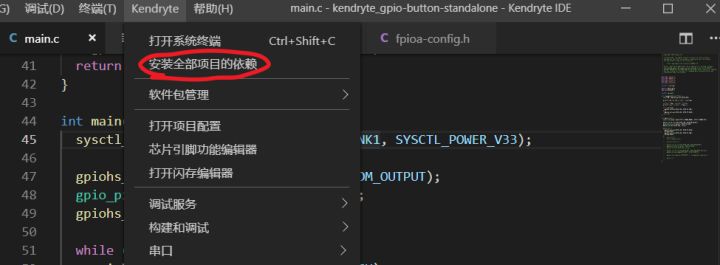 ) 调试(D) 终端(T) Kendryte 帮助(H) main.c - kendryte_gpio-button-standalone - Kendryte IDE
C main.c C fpioa-config.h
打开系统终端 Ctrl+Shift+C
41 return
安装全部项目的依赖
42 }
43
软件包管理
44 int main(
打开项目配置
45 sysctl_ NK1, SYSCTL_POWER_V33);
46 芯片引脚功能编辑器
47 gpiohs_ OM_OUTPUT);
打开闪存编辑器
48 gpio_p ;
49 gpiohs_
调试服务
50
构建和调试
51 while (
串口